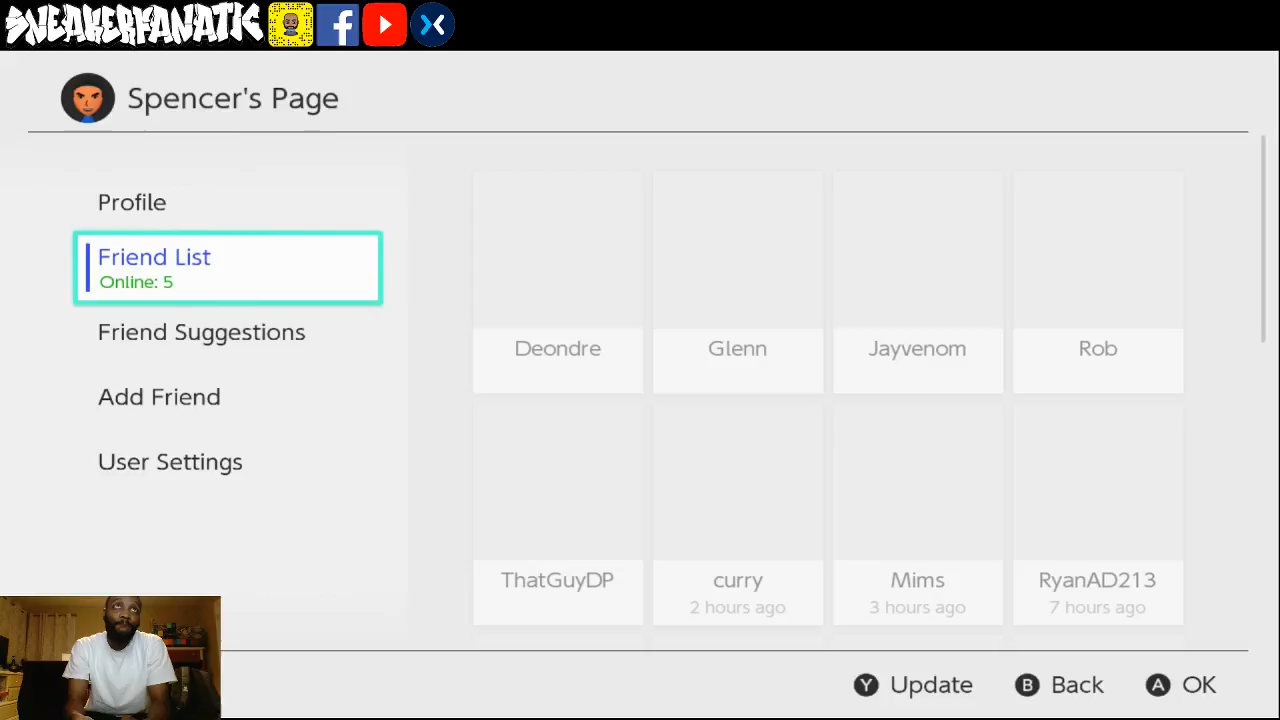 SNEAKERFANATIC
Spencer's Page
Profile
Friend List
Online: 5
Friend Suggestions
Add Friend
User Settings
Deondre
Glenn
Jayvenom
Rob
ThatGuyDP
curry
2 hours ago
Mims
3 hours ago
RyanAD213
7 hours ago
Y Update
B Back
A OK